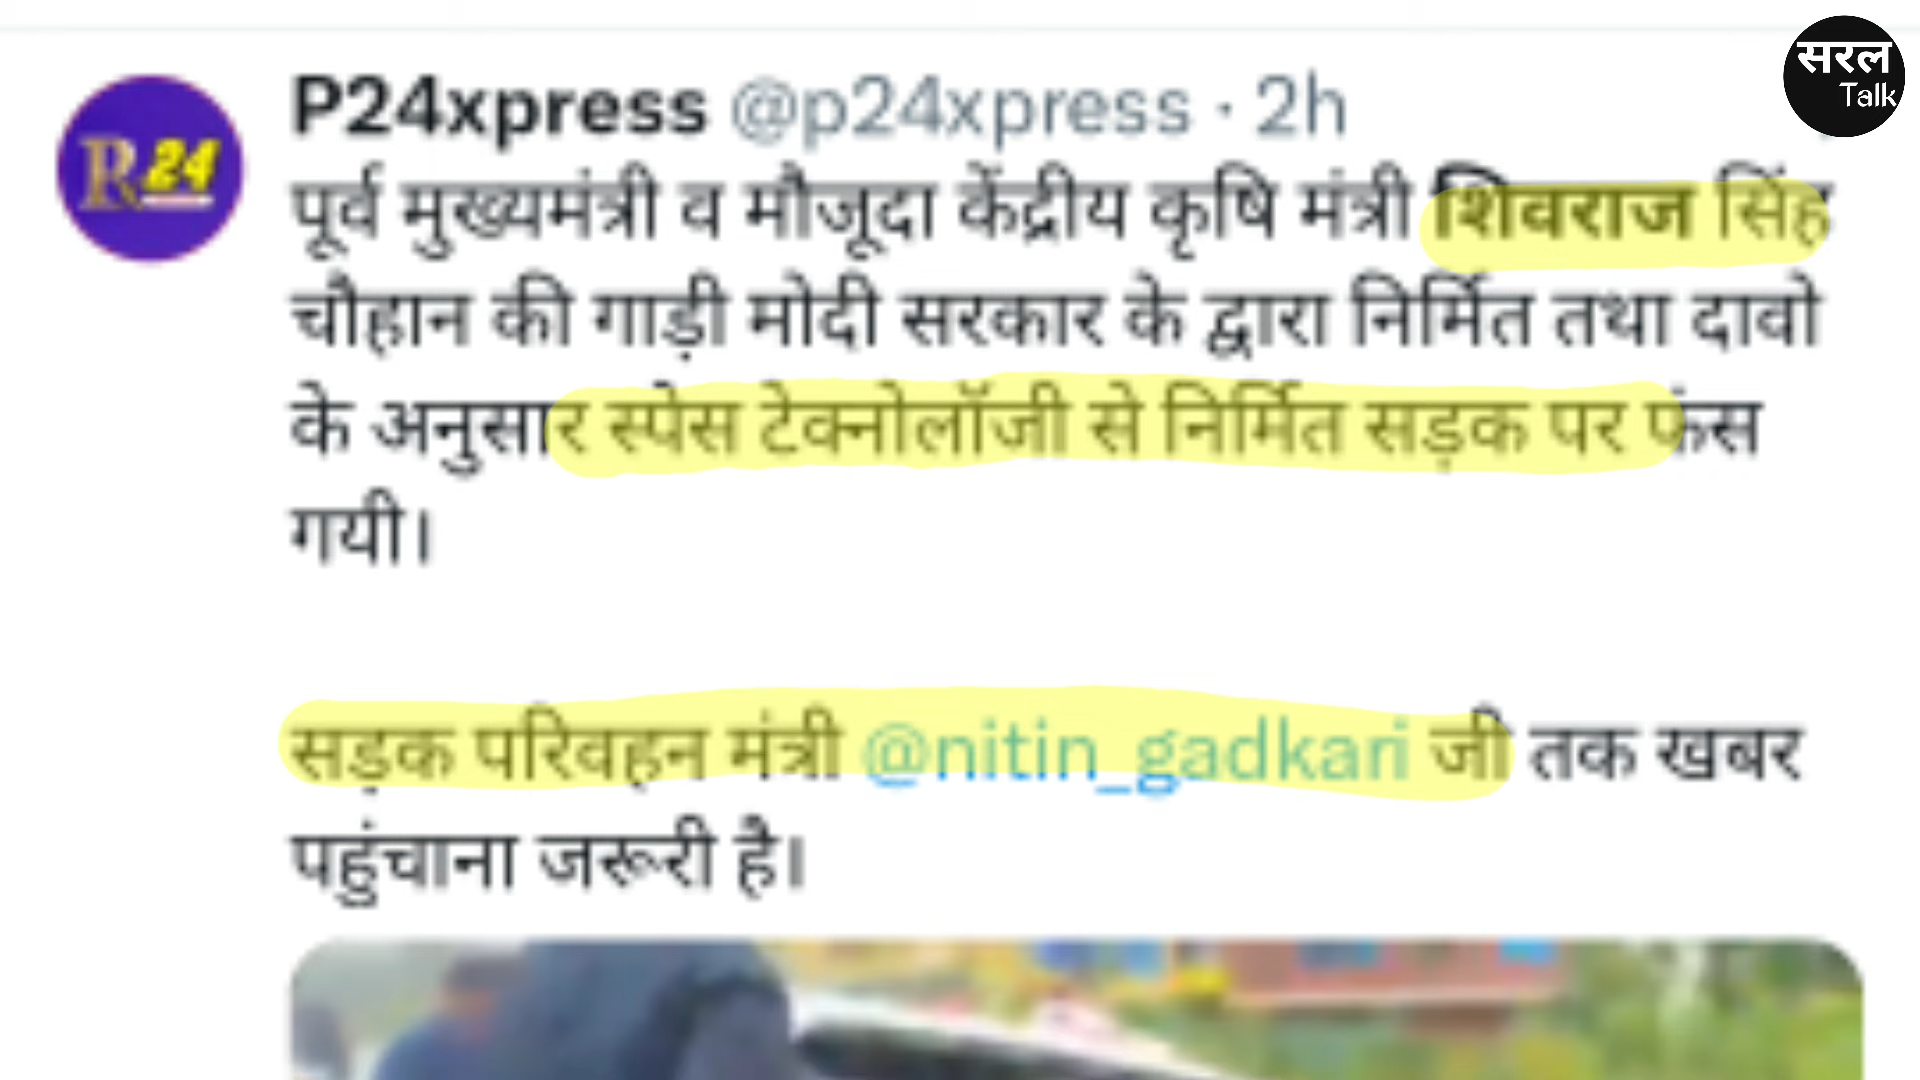 सरल
Talk
P24xpress @p24xpress · 2h
R24
पूर्व मुख्यमंत्री व मौजूदा केंद्रीय कृषि मंत्री शिवराज सिंह
चौहान की गाड़ी मोदी सरकार के द्वारा निर्मित तथा दावो
के अनुसार स्पेस टेक्नोलॉजी से निर्मित सड़क पर फंस
गयी।
सड़क परिवहन मंत्री @nitin_gadkari जी तक खबर
पहुंचाना जरूरी है।